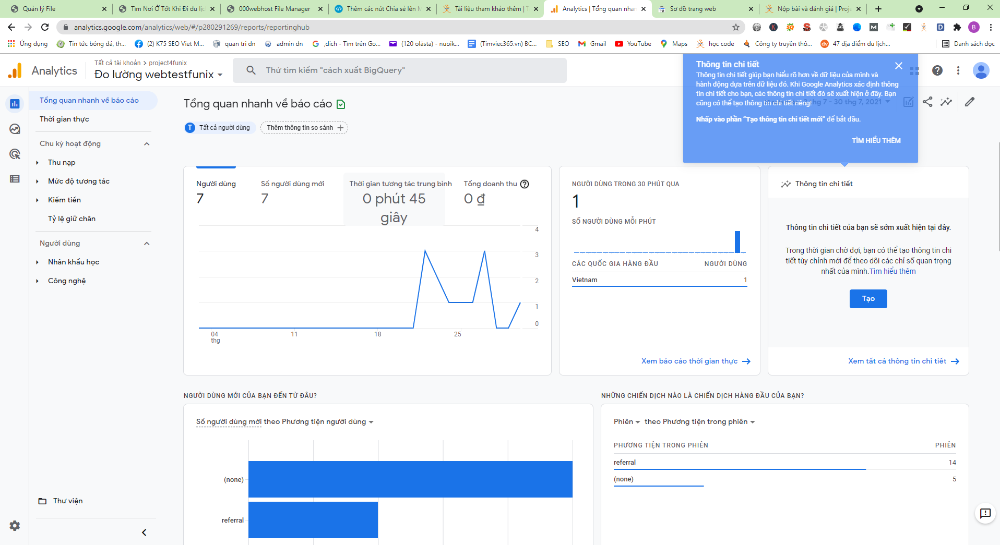 Quản lý File
Tìm Nơi Ở Tốt Khi Đi du lịc
000webhost File Manager
Thêm các nút Chia sẻ lên M
Tài liệu tham khảo thêm | T
Analytics | Tổng quan nhan
Sơ đồ trang web
Nộp bài và đánh giá | Proje
analytics.google.com/analytics/web/#/p280291269/reports/reportinghub
B
Ứng dụng
Tin tức bóng đá, th...
(2) K75 SEO Viet M...
quan tri dn
admin dn
,dich - Tìm trên Go...
(120 olästa) - nuoik...
(Timviec365.vn) BC...
SEO
Gmail
YouTube
Maps
học code
Công ty truyền thô...
47 địa điểm du lịch...
Danh sách đọc
Analytics
Tất cả tài khoản > project4funix
Đo lường webtestfunix
Thử tìm kiếm "cách xuất BigQuery"
Thông tin chi tiết
Thông tin chi tiết giúp bạn hiểu rõ hơn về dữ liệu của mình và
hành động dựa trên dữ liệu đó. Khi Google Analytics xác định thông
tin chi tiết cho bạn, các thông tin chi tiết đó sẽ xuất hiện ở đây. Bạn
cũng có thể tạo thông tin chi tiết riêng!
thg 7 - 30 thg 7, 2021
Nhấp vào phần “Tạo thông tin chi tiết mới” để bắt đầu.
TÌM HIỂU THÊM
Tổng quan nhanh về báo cáo
Thời gian thực
Chu kỳ hoạt động
Thu nạp
Mức độ tương tác
Kiếm tiền
Tỷ lệ giữ chân
Người dùng
Nhân khẩu học
Công nghệ
Thư viện
Tổng quan nhanh về báo cáo
T Tất cả người dùng
Thêm thông tin so sánh
Người dùng
7
Số người dùng mới
7
Thời gian tương tác trung bình
0 phút 45
giây
Tổng doanh thu
0 ₫
4
3
2
1
0
04
thg
11
18
25
NGƯỜI DÙNG TRONG 30 PHÚT QUA
1
SỐ NGƯỜI DÙNG MỖI PHÚT
CÁC QUỐC GIA HÀNG ĐẦU NGƯỜI DÙNG
Vietnam 1
Xem báo cáo thời gian thực
Thông tin chi tiết
Thông tin chi tiết của bạn sẽ sớm xuất hiện tại đây.
Trong thời gian chờ đợi, bạn có thể tạo thông tin chi
tiết tùy chỉnh mới để theo dõi các chỉ số quan trọng
nhất của mình.Tìm hiểu thêm
Tạo
Xem tất cả thông tin chi tiết
NGƯỜI DÙNG MỚI CỦA BẠN ĐẾN TỪ ĐÂU?
Số người dùng mới theo Phương tiện người dùng
(none)
referral
NHỮNG CHIẾN DỊCH NÀO LÀ CHIẾN DỊCH HÀNG ĐẦU CỦA BẠN?
Phiên theo Phương tiện trong phiên
PHƯƠNG TIỆN TRONG PHIÊN PHIÊN
referral 14
(none) 5